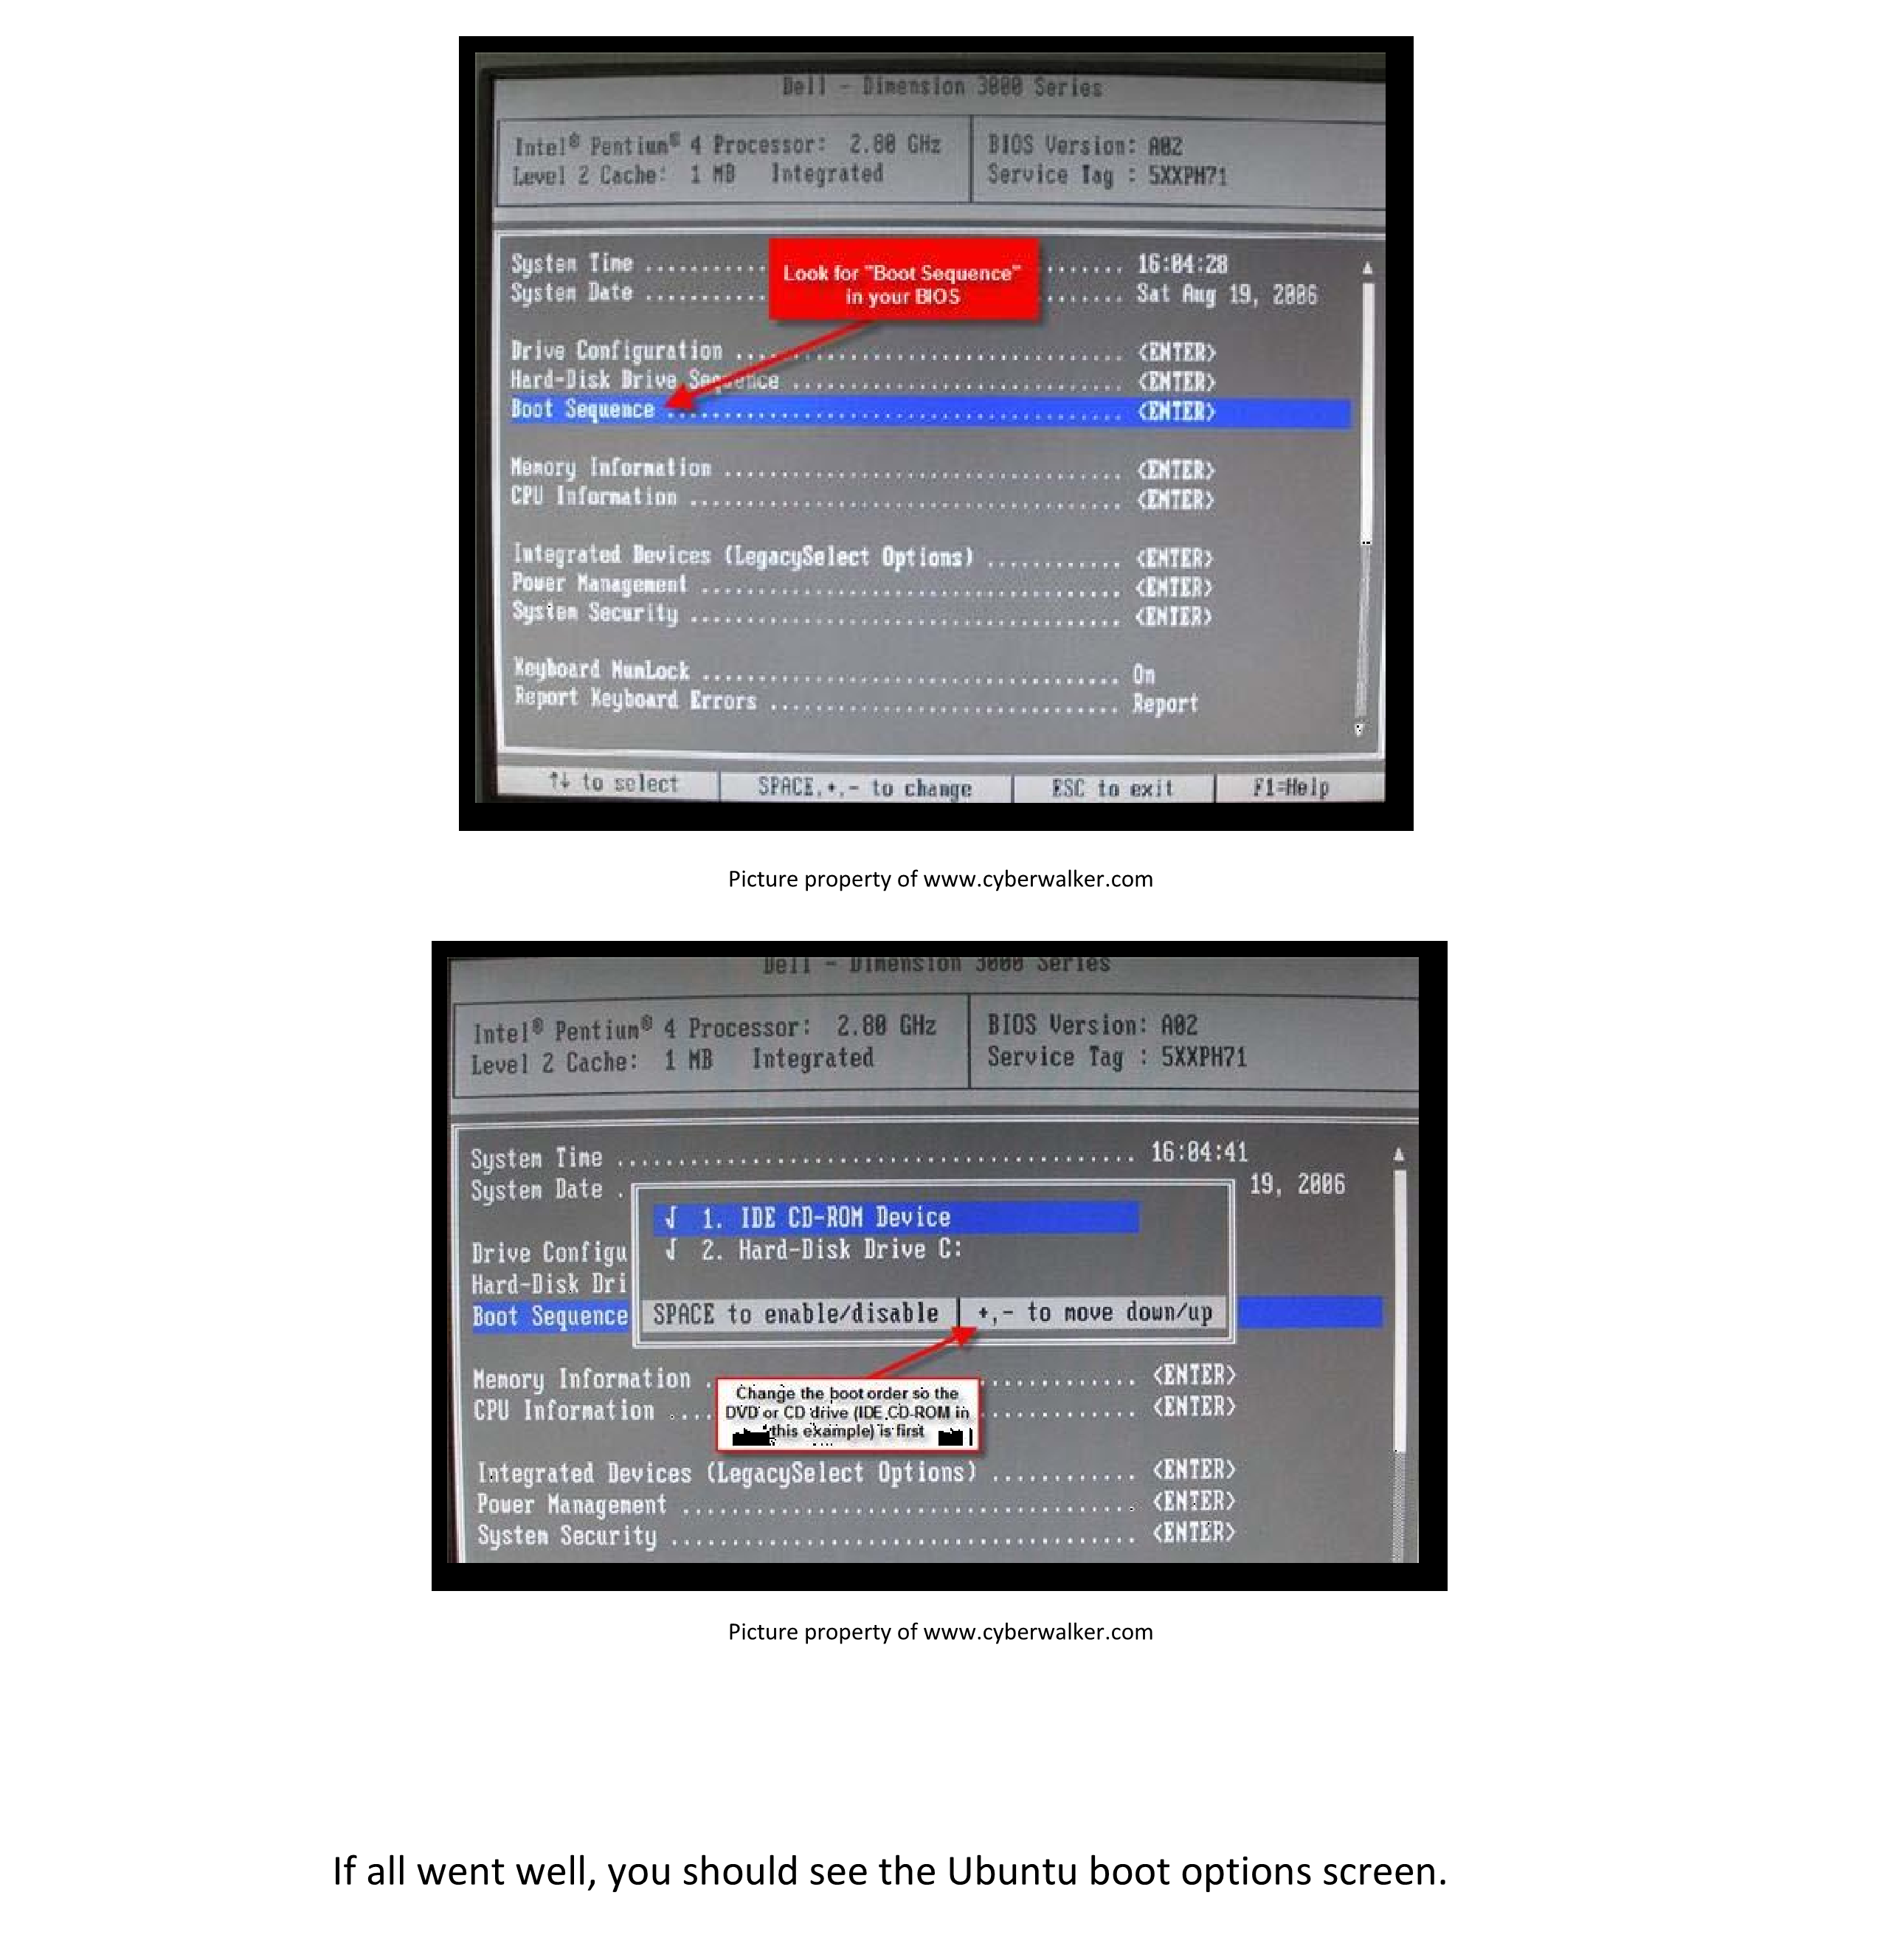 Dell - Dimension 3000 Series
Intel® Pentium® 4 Processor: 2.80 GHz
Level 2 Cache: 1 MB Integrated
BIOS Version: A02
Service Tag : 5XXPH71
System Time ........... ....... 16:04:28
System Date ........... ....... Sat Aug 19, 2006
Look for "Boot Sequence"
in your BIOS
Drive Configuration .................................. <ENTER>
Hard-Disk Drive Sequence ............................. <ENTER>
Boot Sequence ........................................ <ENTER>
Memory Information ................................... <ENTER>
CPU Information ...................................... <ENTER>
Integrated Devices (LegacySelect Options) ............ <ENTER>
Power Management ..................................... <ENTER>
System Security ...................................... <ENTER>
Keyboard NumLock ..................................... On
Report Keyboard Errors ............................... Report
↑↓ to select
SPACE,+,- to change
ESC to exit
F1=Help
Picture property of www.cyberwalker.com
Dell - Dimension 3000 Series
Intel® Pentium® 4 Processor: 2.80 GHz
Level 2 Cache: 1 MB Integrated
BIOS Version: A02
Service Tag : 5XXPH71
System Time .......................................... 16:04:41
System Date . 19, 2006
√ 1. IDE CD-ROM Device
√ 2. Hard-Disk Drive C:
Drive Configu
Hard-Disk Dri
Boot Sequence
SPACE to enable/disable
+,- to move down/up
Memory Information . ............. <ENTER>
CPU Information .... ............. <ENTER>
Change the boot order so the
DVD or CD drive (IDE CD-ROM in
this example) is first
Integrated Devices (LegacySelect Options) ............ <ENTER>
Power Management ..................................... <ENTER>
System Security ...................................... <ENTER>
Picture property of www.cyberwalker.com
If all went well, you should see the Ubuntu boot options screen.